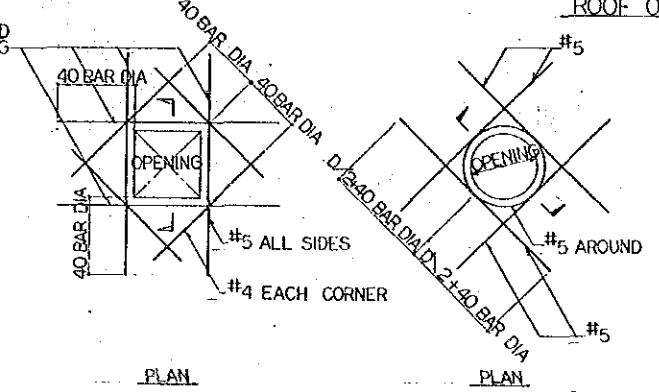 ROOF O
D
G
40 BAR DIA
40 BAR DIA
40 BAR DIA
40 BAR DIA
OPENING
#5 ALL SIDES
#4 EACH CORNER
PLAN
#5
OPENING
D/2+40 BAR DIA
D/2+40 BAR DIA
#5 AROUND
#5
PLAN